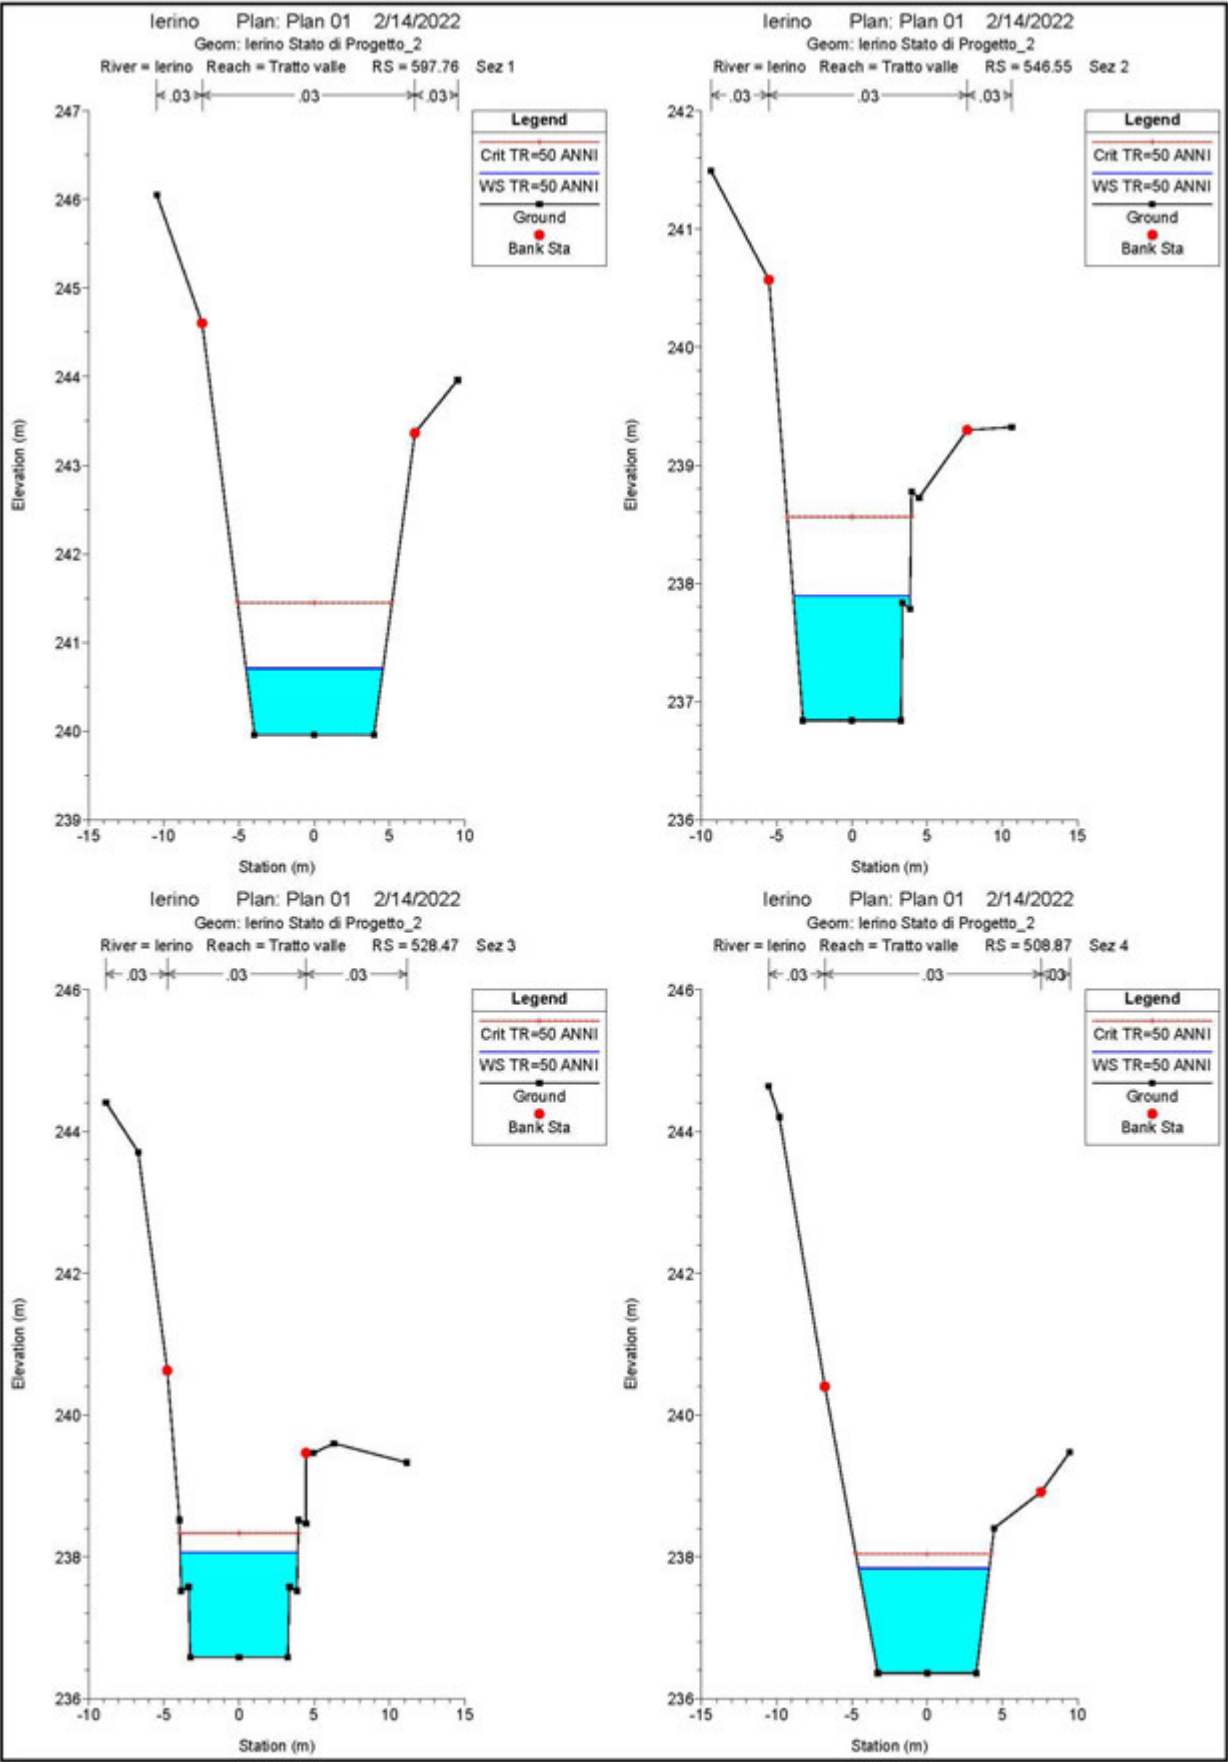 Ierino Plan: Plan 01 2/14/2022
Geom: Ierino Stato di Progetto_2
River = Ierino Reach = Tratto valle RS = 597.76 Sez 1
.03 .03 .03
Legend
Crit TR=50 ANNI
WS TR=50 ANNI
Ground
Bank Sta
Elevation (m)
247
246
245
244
243
242
241
240
239
-15 -10 -5 0 5 10
Station (m)
Ierino Plan: Plan 01 2/14/2022
Geom: Ierino Stato di Progetto_2
River = Ierino Reach = Tratto valle RS = 546.55 Sez 2
.03 .03 .03
Legend
Crit TR=50 ANNI
WS TR=50 ANNI
Ground
Bank Sta
Elevation (m)
242
241
240
239
238
237
236
-10 -5 0 5 10 15
Station (m)
Ierino Plan: Plan 01 2/14/2022
Geom: Ierino Stato di Progetto_2
River = Ierino Reach = Tratto valle RS = 528.47 Sez 3
.03 .03 .03
Legend
Crit TR=50 ANNI
WS TR=50 ANNI
Ground
Bank Sta
Elevation (m)
246
244
242
240
238
236
-10 -5 0 5 10 15
Station (m)
Ierino Plan: Plan 01 2/14/2022
Geom: Ierino Stato di Progetto_2
River = Ierino Reach = Tratto valle RS = 508.87 Sez 4
.03 .03 .03
Legend
Crit TR=50 ANNI
WS TR=50 ANNI
Ground
Bank Sta
Elevation (m)
246
244
242
240
238
236
-15 -10 -5 0 5 10
Station (m)